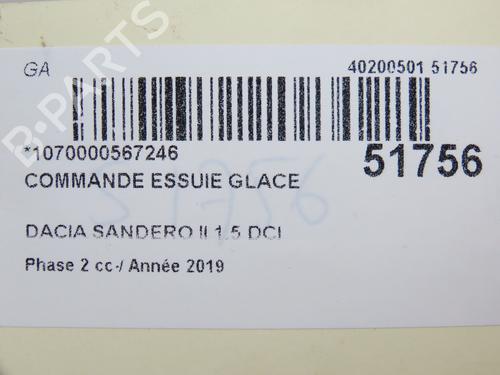 GA
40200501 51756
*1070000567246
51756
COMMANDE ESSUIE GLACE
51756
DACIA SANDERO II 1.5 DCI
Phase 2 cc-/ Année 2019
B-PARTS